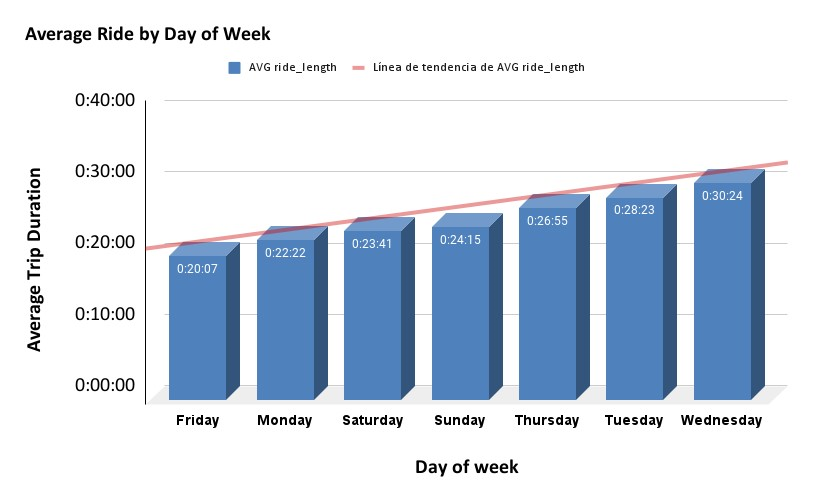 Average Ride by Day of Week
AVG ride_length Línea de tendencia de AVG ride_length
0:40:00
0:30:00
0:20:00
0:10:00
0:00:00
Average Trip Duration
0:20:07
0:22:22
0:23:41
0:24:15
0:26:55
0:28:23
0:30:24
Friday Monday Saturday Sunday Thursday Tuesday Wednesday
Day of week